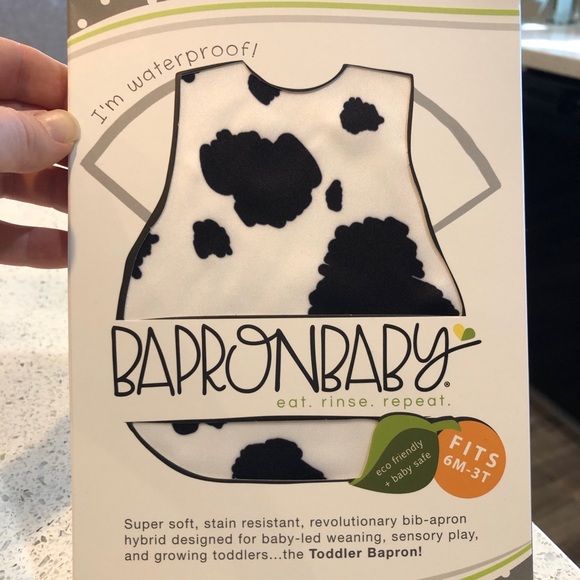 I'm waterproof!
BAPRONBABY®
eat. rinse. repeat.
eco friendly
+ baby safe
FITS
6M-3T
Super soft, stain resistant, revolutionary bib-apron
hybrid designed for baby-led weaning, sensory play,
and growing toddlers...the Toddler Bapron!